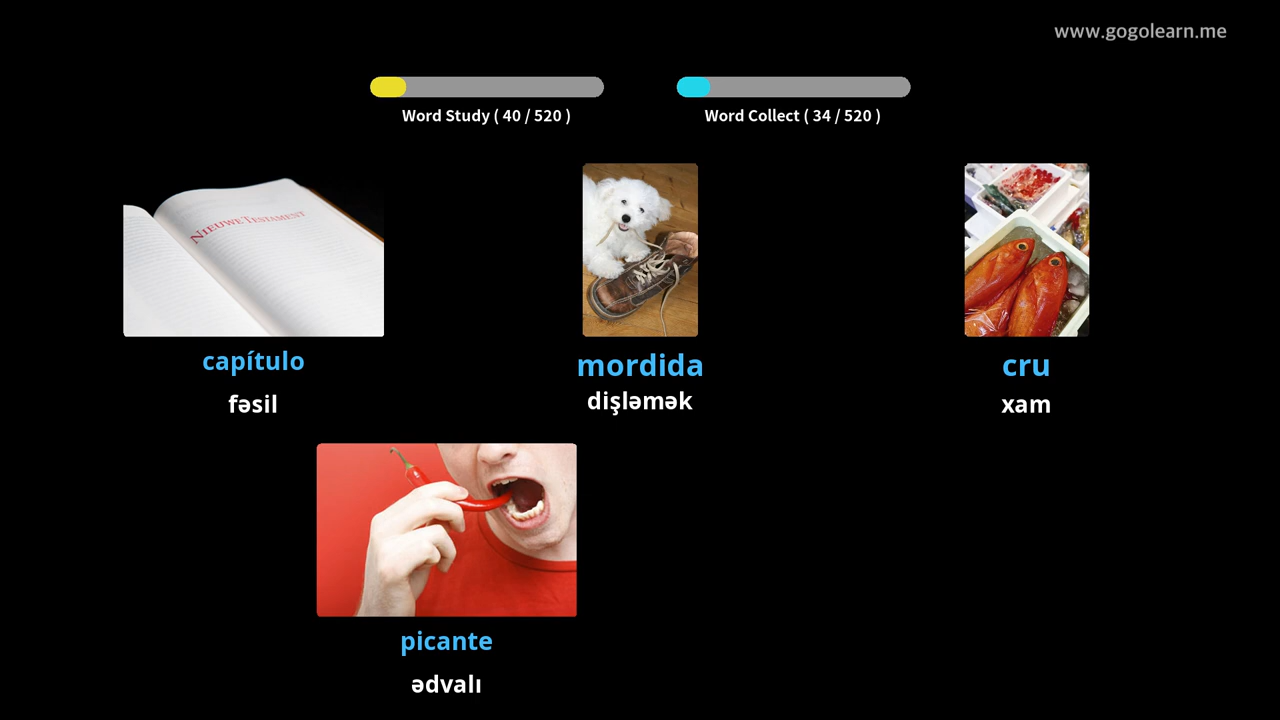 www.gogolearn.me
Word Study ( 40 / 520 )
Word Collect ( 34 / 520 )
NIEUWE TESTAMENT
capítulo
mordida
cru
fəsil
dişləmək
xam
picante
ədvalı